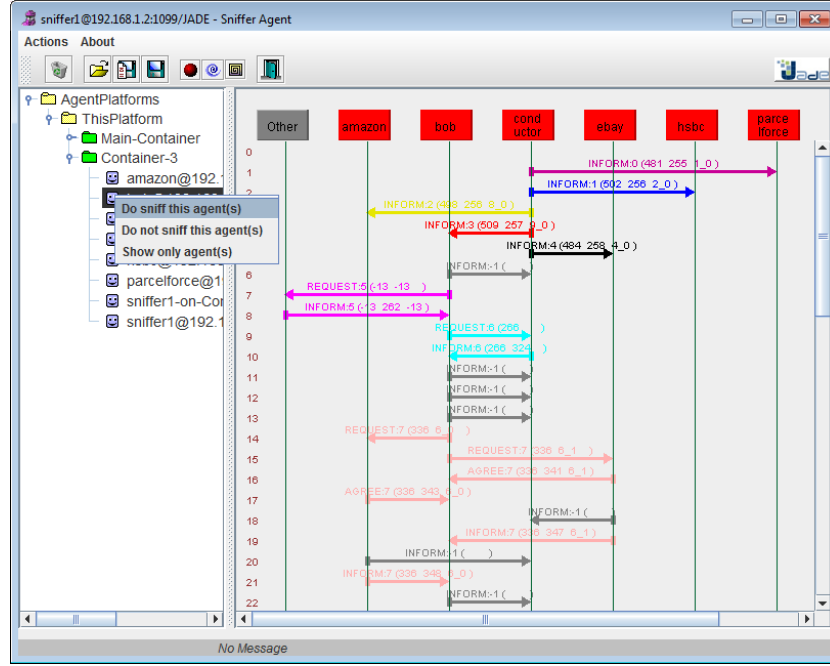 sniffer1@192.168.1.2:1099/JADE - Sniffer Agent
Actions About
Jade
AgentPlatforms
ThisPlatform
Main-Container
Container-3
amazon@192.1
Do sniff this agent(s)
Do not sniff this agent(s)
Show only agent(s)
parcelforce@1
sniffer1-on-Cor
sniffer1@192.1
Other amazon bob cond uctor ebay hsbc parce lforce
0
1 INFORM:0 (481 255 1_0)
2 INFORM:1 (502 256 2_0)
INFORM:2 (498 256 8_0)
INFORM:3 (509 257 9_0)
INFORM:4 (484 258 4_0)
6 INFORM:-1 ( )
7 REQUEST:5 (-13 -13 )
8 INFORM:5 (-13 262 -13)
9 REQUEST:6 (266 )
10 INFORM:6 (266 324 )
11 INFORM:-1 ( )
12 INFORM:-1 ( )
13 INFORM:-1 ( )
14 REQUEST:7 (336 6_0 )
15 REQUEST:7 (336 6_1 )
16 AGREE:7 (336 341 6_1)
17 AGREE:7 (336 343 6_0)
18 INFORM:-1 ( )
19 INFORM:7 (336 347 6_1)
20 INFORM:-1 ( )
21 INFORM:7 (336 348 6_0)
22 INFORM:-1 ( )
No Message